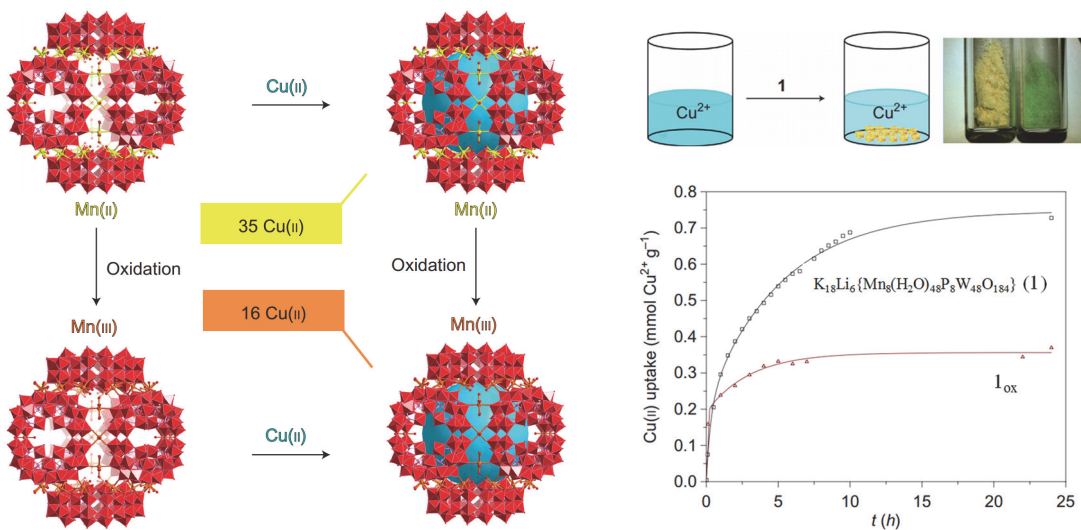 Cu(II)
Mn(II)
Mn(II)
35 Cu(II)
Oxidation
Oxidation
16 Cu(II)
Mn(III)
Mn(III)
Cu(II)
Cu²⁺
1
Cu²⁺
Cu(II) uptake (mmol Cu²⁺ g⁻¹)
0.8
0.7
0.6
0.5
0.4
0.3
0.2
0.1
0
K₁₈Li₆{Mn₈(H₂O)₄₈P₈W₄₈O₁₈₄} (1)
1ₒₓ
0
5
10
15
20
25
t (h)